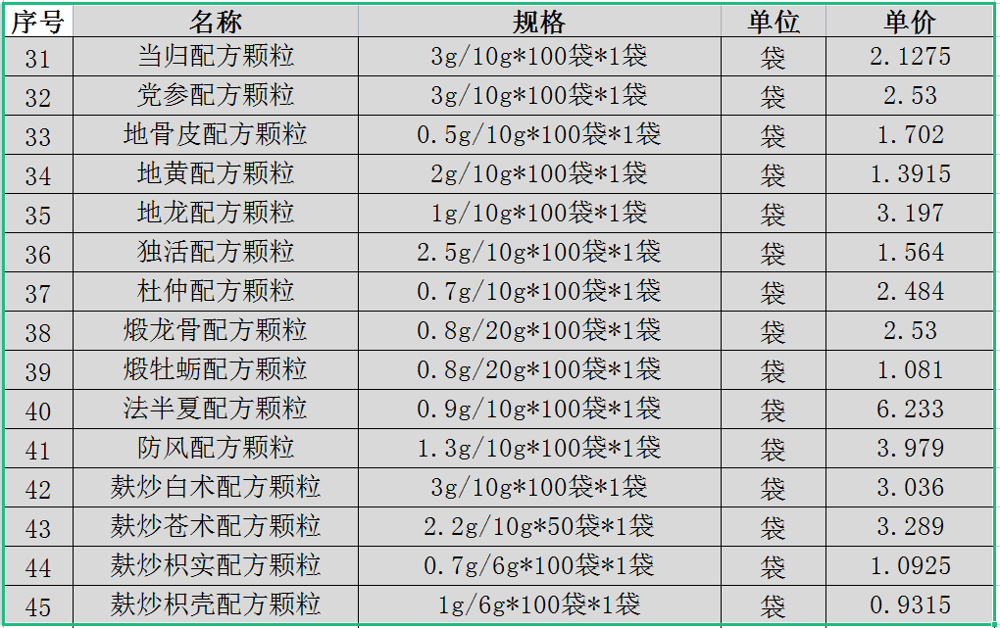 序号 名称 规格 单位 单价
31 当归配方颗粒 3g/10g*100袋*1袋 袋 2.1275
32 党参配方颗粒 3g/10g*100袋*1袋 袋 2.53
33 地骨皮配方颗粒 0.5g/10g*100袋*1袋 袋 1.702
34 地黄配方颗粒 2g/10g*100袋*1袋 袋 1.3915
35 地龙配方颗粒 1g/10g*100袋*1袋 袋 3.197
36 独活配方颗粒 2.5g/10g*100袋*1袋 袋 1.564
37 杜仲配方颗粒 0.7g/10g*100袋*1袋 袋 2.484
38 煅龙骨配方颗粒 0.8g/20g*100袋*1袋 袋 2.53
39 煅牡蛎配方颗粒 0.8g/20g*100袋*1袋 袋 1.081
40 法半夏配方颗粒 0.9g/10g*100袋*1袋 袋 6.233
41 防风配方颗粒 1.3g/10g*100袋*1袋 袋 3.979
42 麸炒白术配方颗粒 3g/10g*100袋*1袋 袋 3.036
43 麸炒苍术配方颗粒 2.2g/10g*50袋*1袋 袋 3.289
44 麸炒枳实配方颗粒 0.7g/6g*100袋*1袋 袋 1.0925
45 麸炒枳壳配方颗粒 1g/6g*100袋*1袋 袋 0.9315